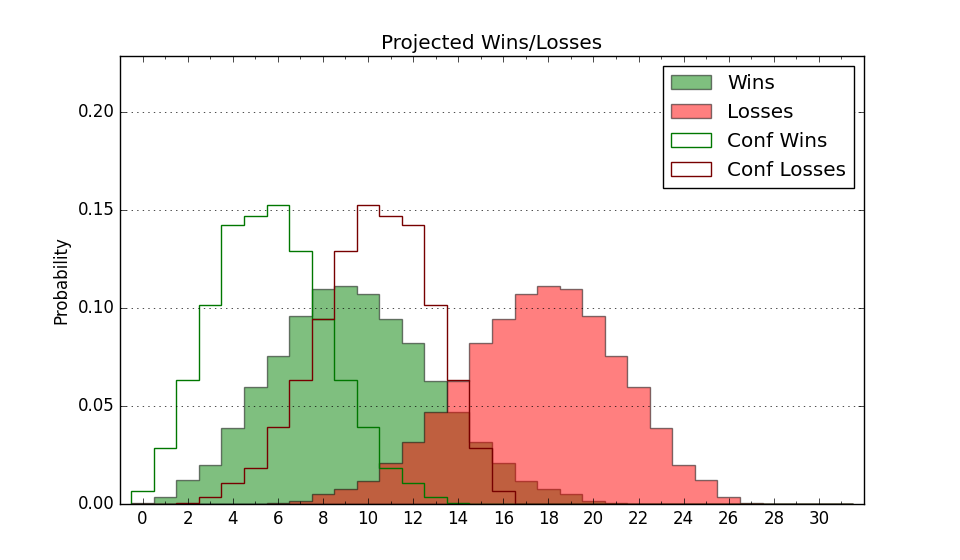 Projected Wins/Losses
Wins
Losses
Conf Wins
Conf Losses
Probability
0.20
0.15
0.10
0.05
0.00
0 2 4 6 8 10 12 14 16 18 20 22 24 26 28 30